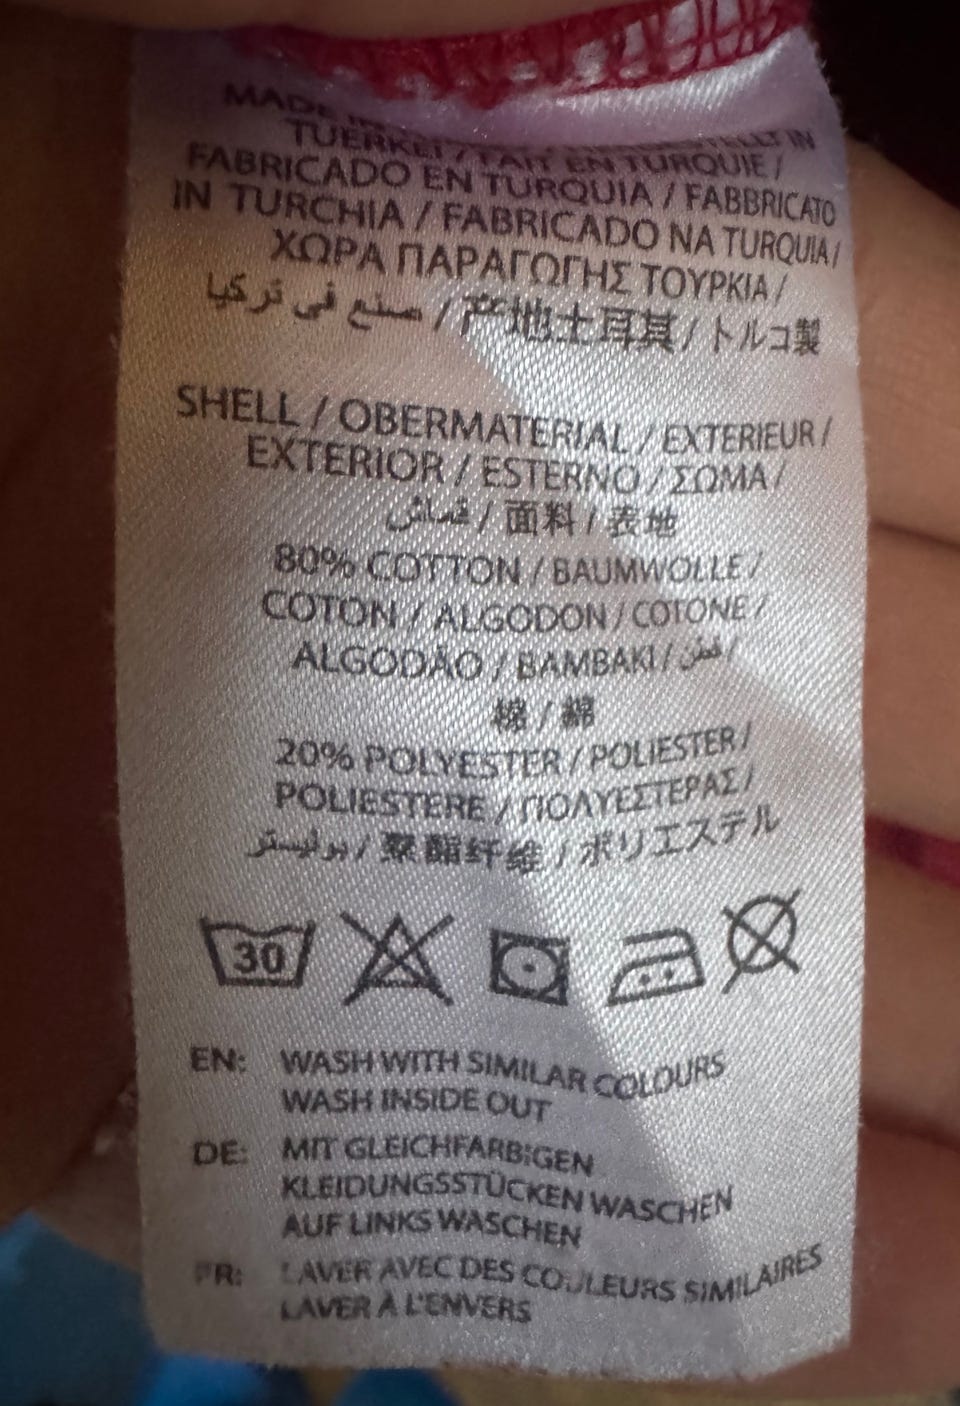 MADE IN
TUERKEI / FAIT EN TURQUIE /
FABRICADO EN TURQUIA / FABBRICATO
IN TURCHIA / FABRICADO NA TURQUIA /
ΧΩΡΑ ΠΑΡΑΓΩΓΗΣ ΤΟΥΡΚΙΑ /
صنع في تركيا / 产地土耳其 / トルコ製
SHELL / OBERMATERIAL / EXTERIEUR /
EXTERIOR / ESTERNO / ΣΩΜΑ /
قماش / 面料 / 表地
80% COTTON / BAUMWOLLE /
COTON / ALGODON / COTONE /
ALGODÃO / BAMBAKI / قطن /
棉 / 綿
20% POLYESTER / POLIESTER /
POLIESTERE / ΠΟΛΥΕΣΤΕΡΑΣ /
بوليستر / 聚酯纤维 / ポリエステル
30
EN: WASH WITH SIMILAR COLOURS
WASH INSIDE OUT
DE: MIT GLEICHFARBIGEN
KLEIDUNGSSTÜCKEN WASCHEN
AUF LINKS WASCHEN
FR: LAVER AVEC DES COULEURS SIMILAIRES
LAVER À L'ENVERS